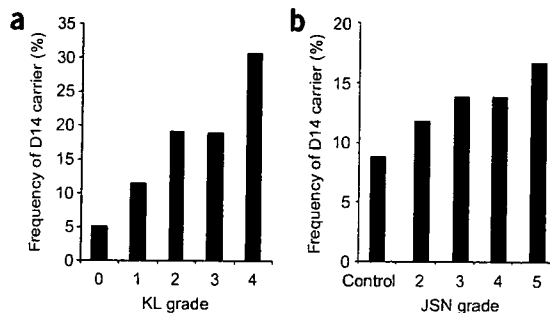 a
Frequency of D14 carrier (%)
35
30
25
20
15
10
5
0
0 1 2 3 4
KL grade
b
Frequency of D14 carrier (%)
20
15
10
5
0
Control 2 3 4 5
JSN grade